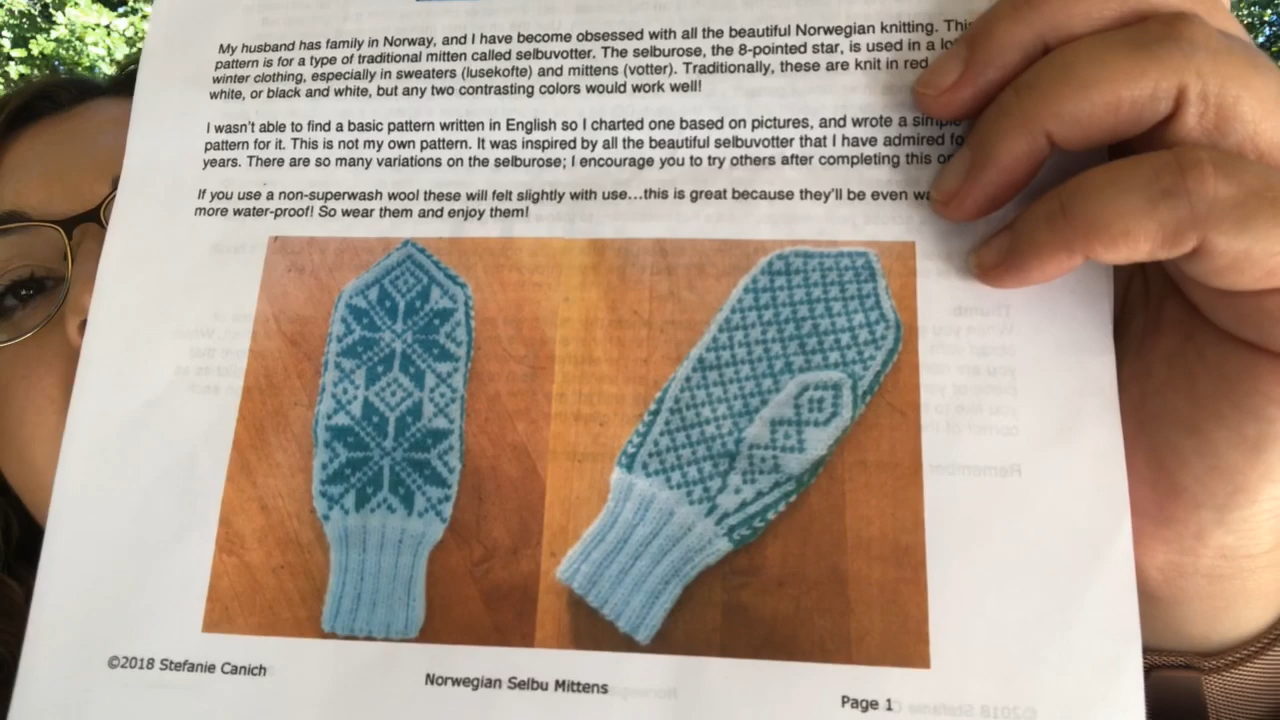 My husband has family in Norway, and I have become obsessed with all the beautiful Norwegian knitting. This
pattern is for a type of traditional mitten called selbuvotter. The selburose, the 8-pointed star, is used in a
winter clothing, especially in sweaters (lusekofte) and mittens (votter). Traditionally, these are knit in red
white, or black and white, but any two contrasting colors would work well!
I wasn't able to find a basic pattern written in English so I charted one based on pictures, and wrote a simple
pattern for it. This is not my own pattern. It was inspired by all the beautiful selbuvotter that I have admired
years. There are so many variations on the selburose; I encourage you to try others after completing this
If you use a non-superwash wool these will felt slightly with use...this is great because they'll be even
more water-proof! So wear them and enjoy them!
©2018 Stefanie Canich
Norwegian Selbu Mittens
Page 1